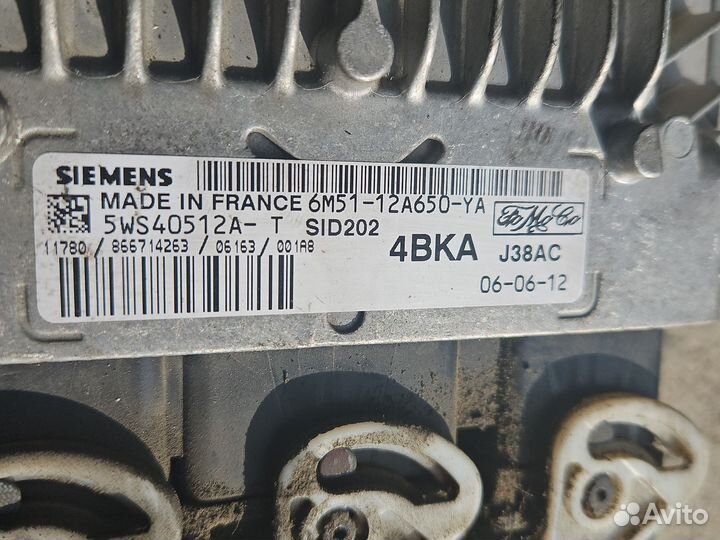 SIEMENS
MADE IN FRANCE 6M51-12A650-YA
5WS40512A- T SID202
FoMoCo
11780 / 866714263 / 06163 / 001A8
4BKA J38AC
06-06-12
Avito